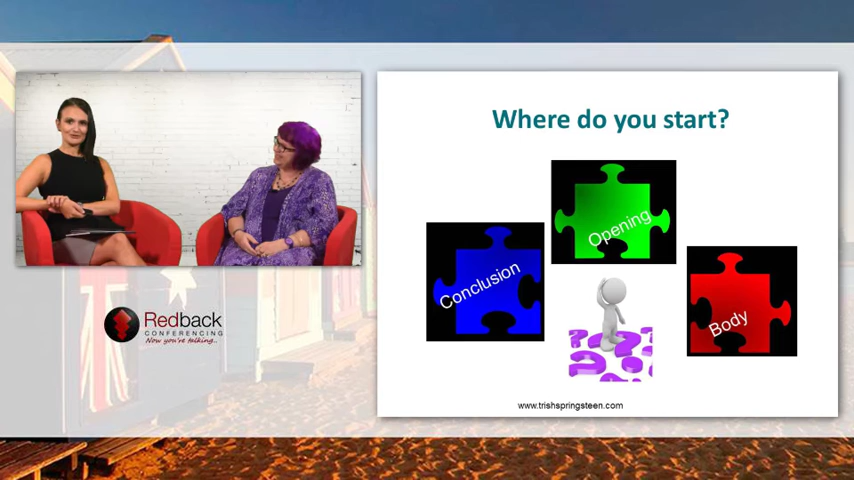 Where do you start?
Opening
Conclusion
Body
Redback
CONFERENCING
Now you're talking..
www.trishspringsteen.com